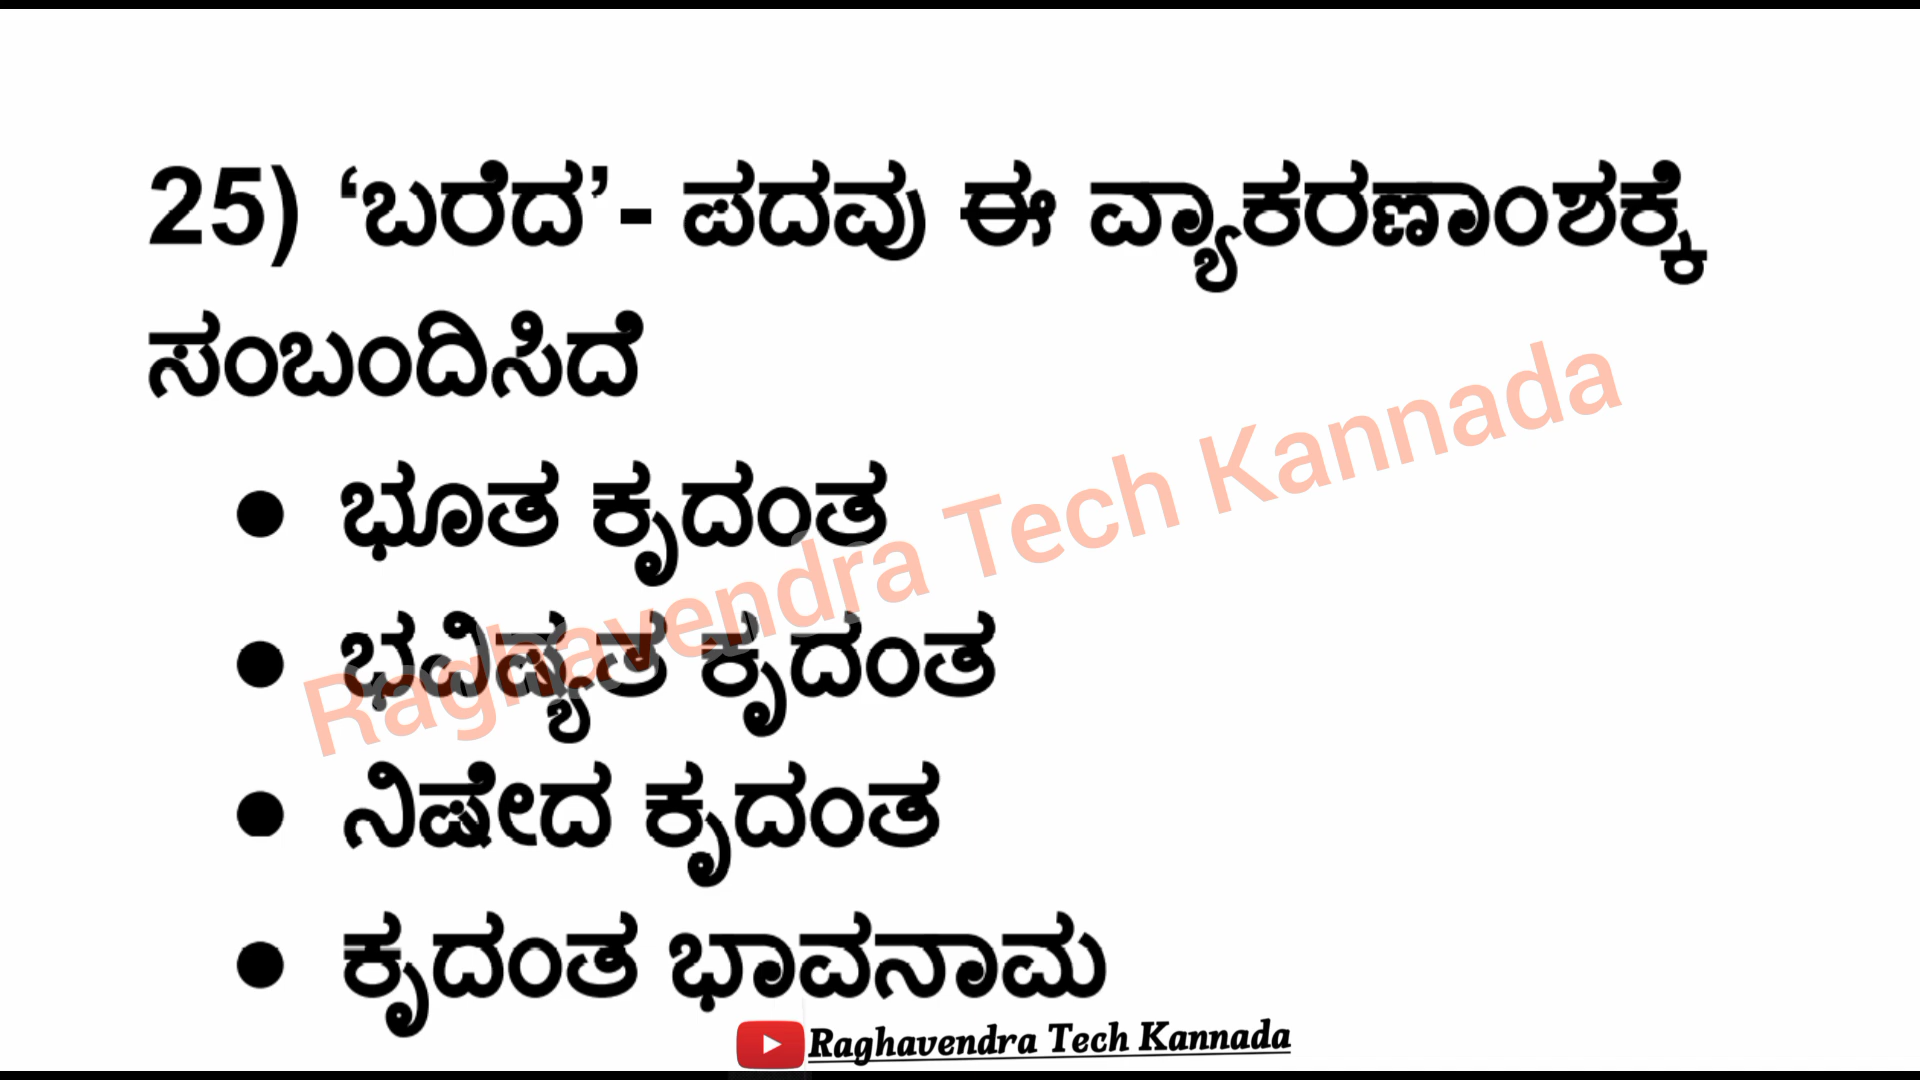 25) ‘ಬರೆದ’- ಪದವು ಈ ವ್ಯಾಕರಣಾಂಶಕ್ಕೆ
ಸಂಬಂದಿಸಿದೆ
● ಭೂತ ಕೃದಂತ
● ಭವಿಷ್ಯತ ಕೃದಂತ
● ನಿಷೇದ ಕೃದಂತ
● ಕೃದಂತ ಭಾವನಾಮ
Raghavendra Tech Kannada
Raghavendra Tech Kannada